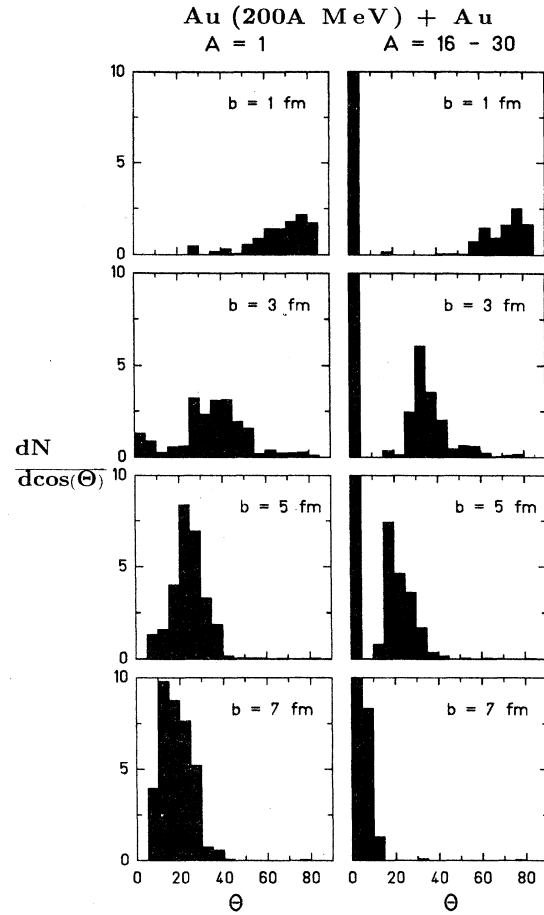 Au (200A MeV) + Au
A = 1 A = 16 - 30
10 b = 1 fm b = 1 fm
5
0
10 b = 3 fm b = 3 fm
5
0
dN
dcos(Θ)
10 b = 5 fm b = 5 fm
5
0
10 b = 7 fm b = 7 fm
5
0
0 20 40 60 80 0 20 40 60 80
Θ Θ